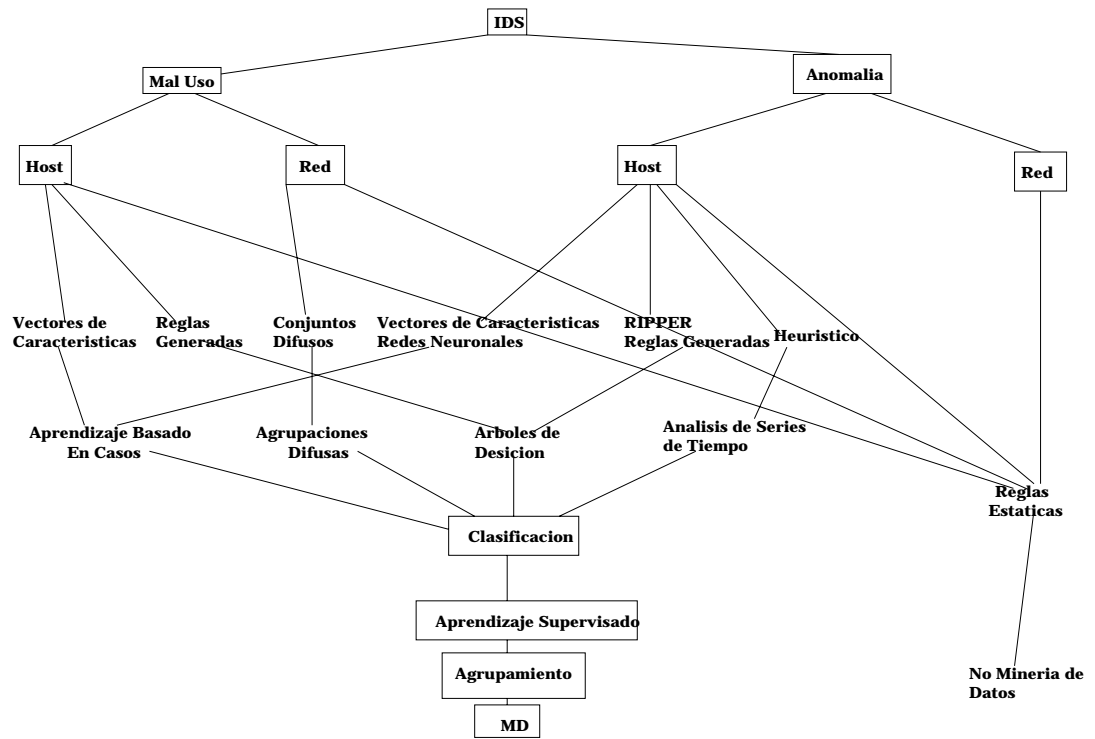 IDS
Mal Uso
Anomalia
Host
Red
Host
Red
Vectores de
Caracteristicas
Reglas
Generadas
Conjuntos
Difusos
Vectores de Caracteristicas
Redes Neuronales
RIPPER
Reglas Generadas
Heuristico
Aprendizaje Basado
En Casos
Agrupaciones
Difusas
Arboles de
Desicion
Analisis de Series
de Tiempo
Reglas
Estaticas
Clasificacion
Aprendizaje Supervisado
Agrupamiento
No Mineria de
Datos
MD